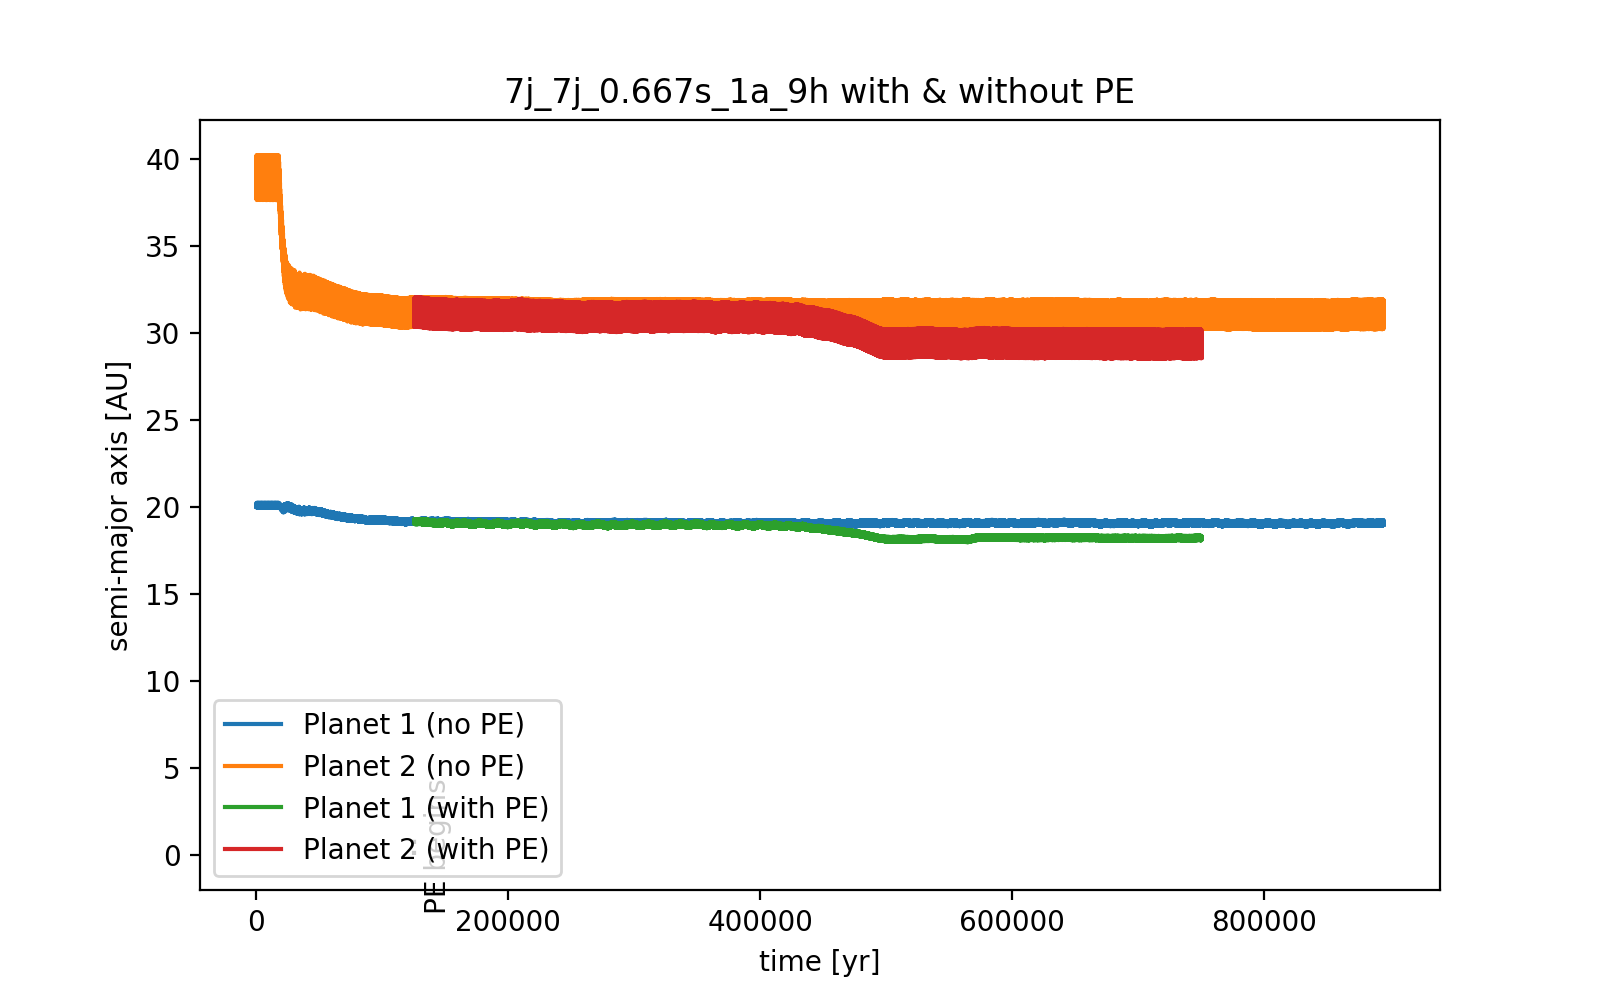 7j_7j_0.667s_1a_9h with & without PE
semi-major axis [AU]
40
35
30
25
20
15
10
5
0
Planet 1 (no PE)
Planet 2 (no PE)
Planet 1 (with PE)
Planet 2 (with PE)
PE begins
0
200000
400000
600000
800000
time [yr]